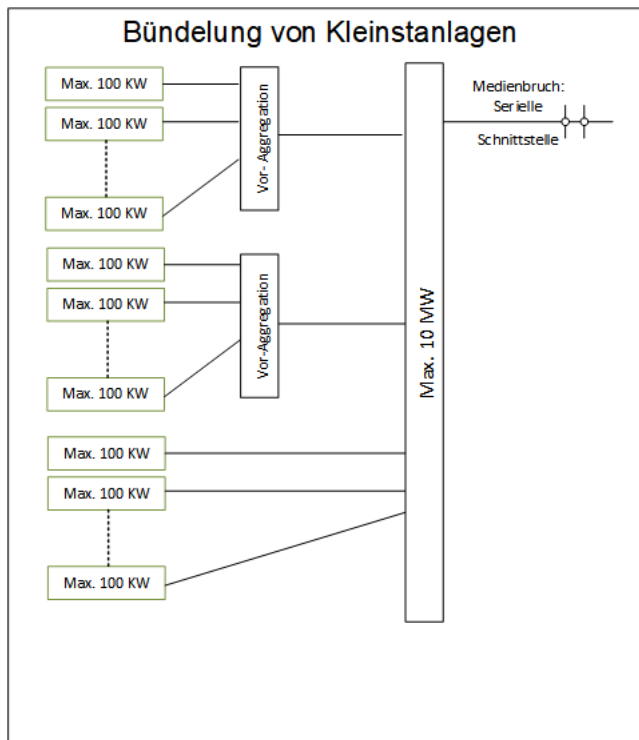 Bündelung von Kleinstanlagen
Max. 100 KW
Max. 100 KW
Max. 100 KW
Vor- Aggregation
Max. 100 KW
Max. 100 KW
Max. 100 KW
Vor-Aggregation
Max. 100 KW
Max. 100 KW
Max. 100 KW
Max. 10 MW
Medienbruch:
Serielle
Schnittstelle